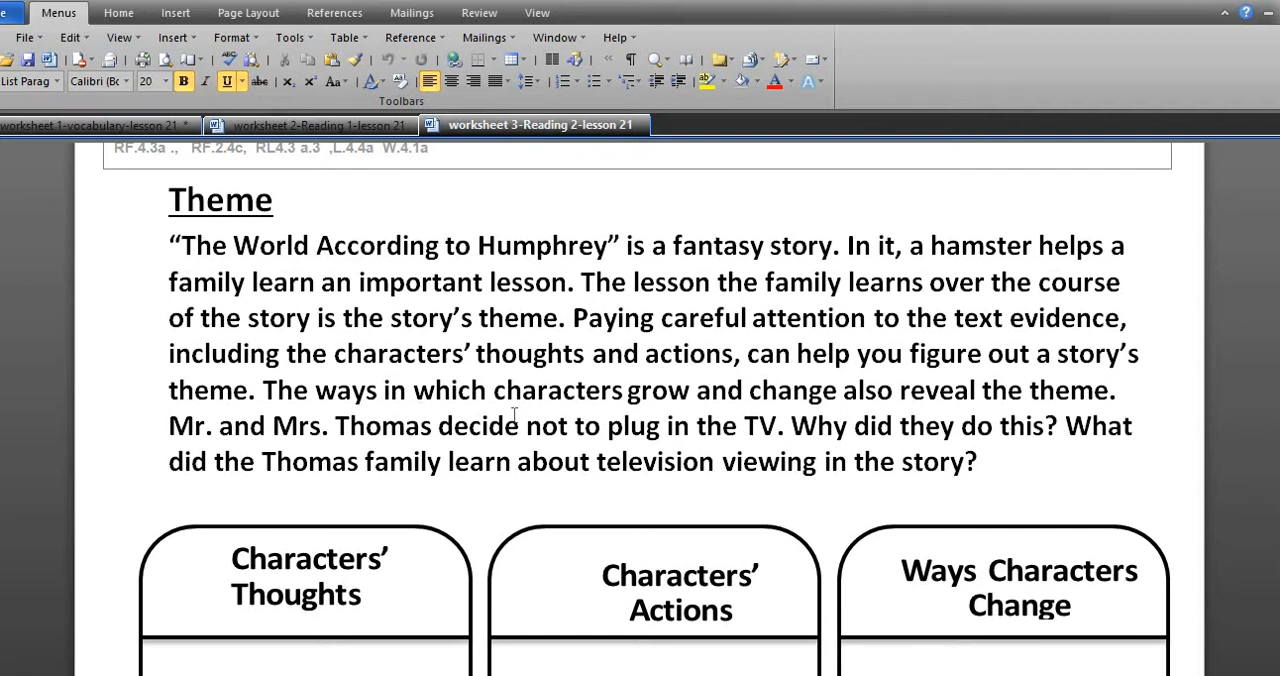 Menus Home Insert Page Layout References Mailings Review View
File Edit View Insert Format Tools Table Reference Mailings Window Help
List Parag Calibri (Bc 20 B I U abc Aa
Toolbars
worksheet 1-vocabulary-lesson 21 * worksheet 2-Reading 1-lesson 21 worksheet 3-Reading 2-lesson 21
RF.4.3a ., RF.2.4c, RL4.3 a.3 ,L.4.4a W.4.1a
Theme
“The World According to Humphrey” is a fantasy story. In it, a hamster helps a
family learn an important lesson. The lesson the family learns over the course
of the story is the story’s theme. Paying careful attention to the text evidence,
including the characters’ thoughts and actions, can help you figure out a story’s
theme. The ways in which characters grow and change also reveal the theme.
Mr. and Mrs. Thomas decide not to plug in the TV. Why did they do this? What
did the Thomas family learn about television viewing in the story?
Characters’
Thoughts
Characters’
Actions
Ways Characters
Change